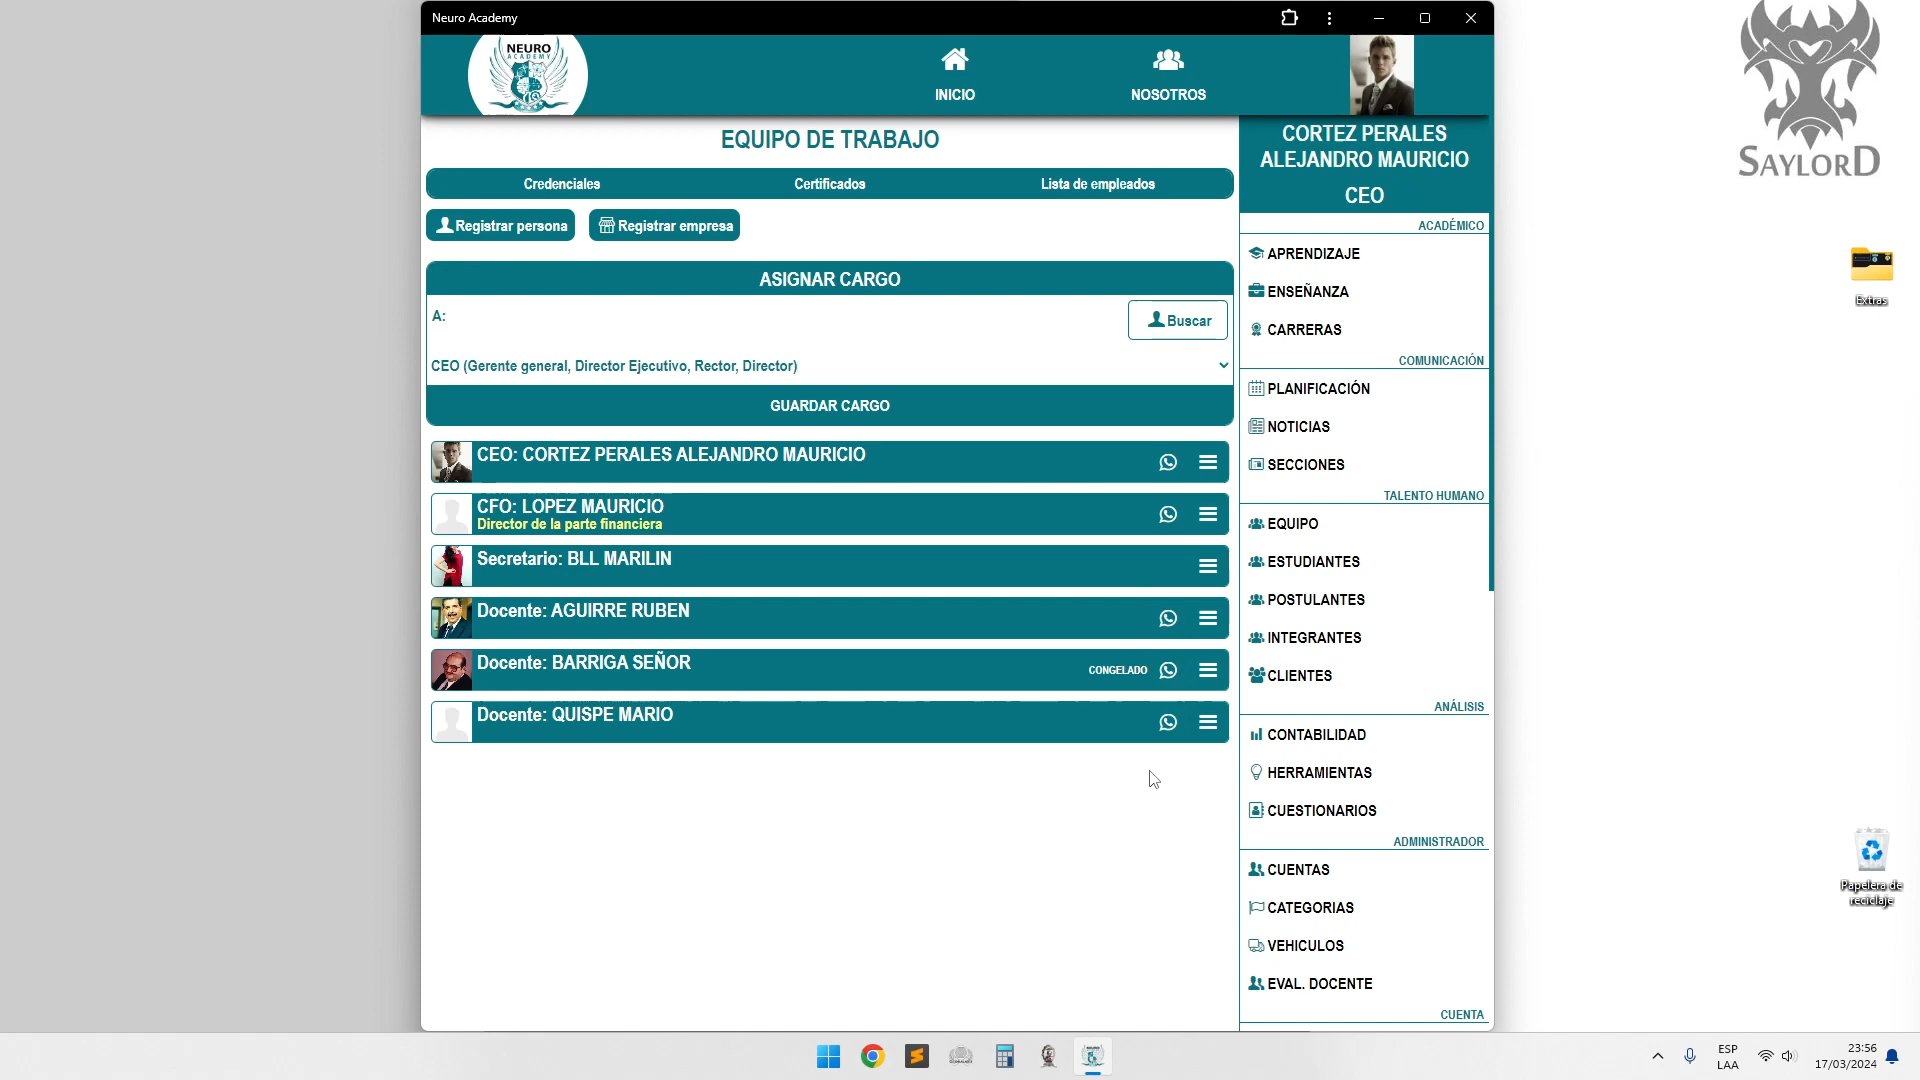 Neuro Academy
NEURO
ACADEMY
INICIO
NOSOTROS
SAYLORD
EQUIPO DE TRABAJO
Credenciales
Certificados
Lista de empleados
Registrar persona
Registrar empresa
ASIGNAR CARGO
A:
Buscar
CEO (Gerente general, Director Ejecutivo, Rector, Director)
GUARDAR CARGO
CEO: CORTEZ PERALES ALEJANDRO MAURICIO
CFO: LOPEZ MAURICIO
Director de la parte financiera
Secretario: BLL MARILIN
Docente: AGUIRRE RUBEN
Docente: BARRIGA SEÑOR
CONGELADO
Docente: QUISPE MARIO
CORTEZ PERALES
ALEJANDRO MAURICIO
CEO
ACADÉMICO
APRENDIZAJE
ENSEÑANZA
CARRERAS
COMUNICACIÓN
PLANIFICACIÓN
NOTICIAS
SECCIONES
TALENTO HUMANO
EQUIPO
ESTUDIANTES
POSTULANTES
INTEGRANTES
CLIENTES
ANÁLISIS
CONTABILIDAD
HERRAMIENTAS
CUESTIONARIOS
ADMINISTRADOR
CUENTAS
CATEGORIAS
VEHICULOS
EVAL. DOCENTE
CUENTA
Extras
Papelera de
reciclaje
ESP
LAA
23:56
17/03/2024